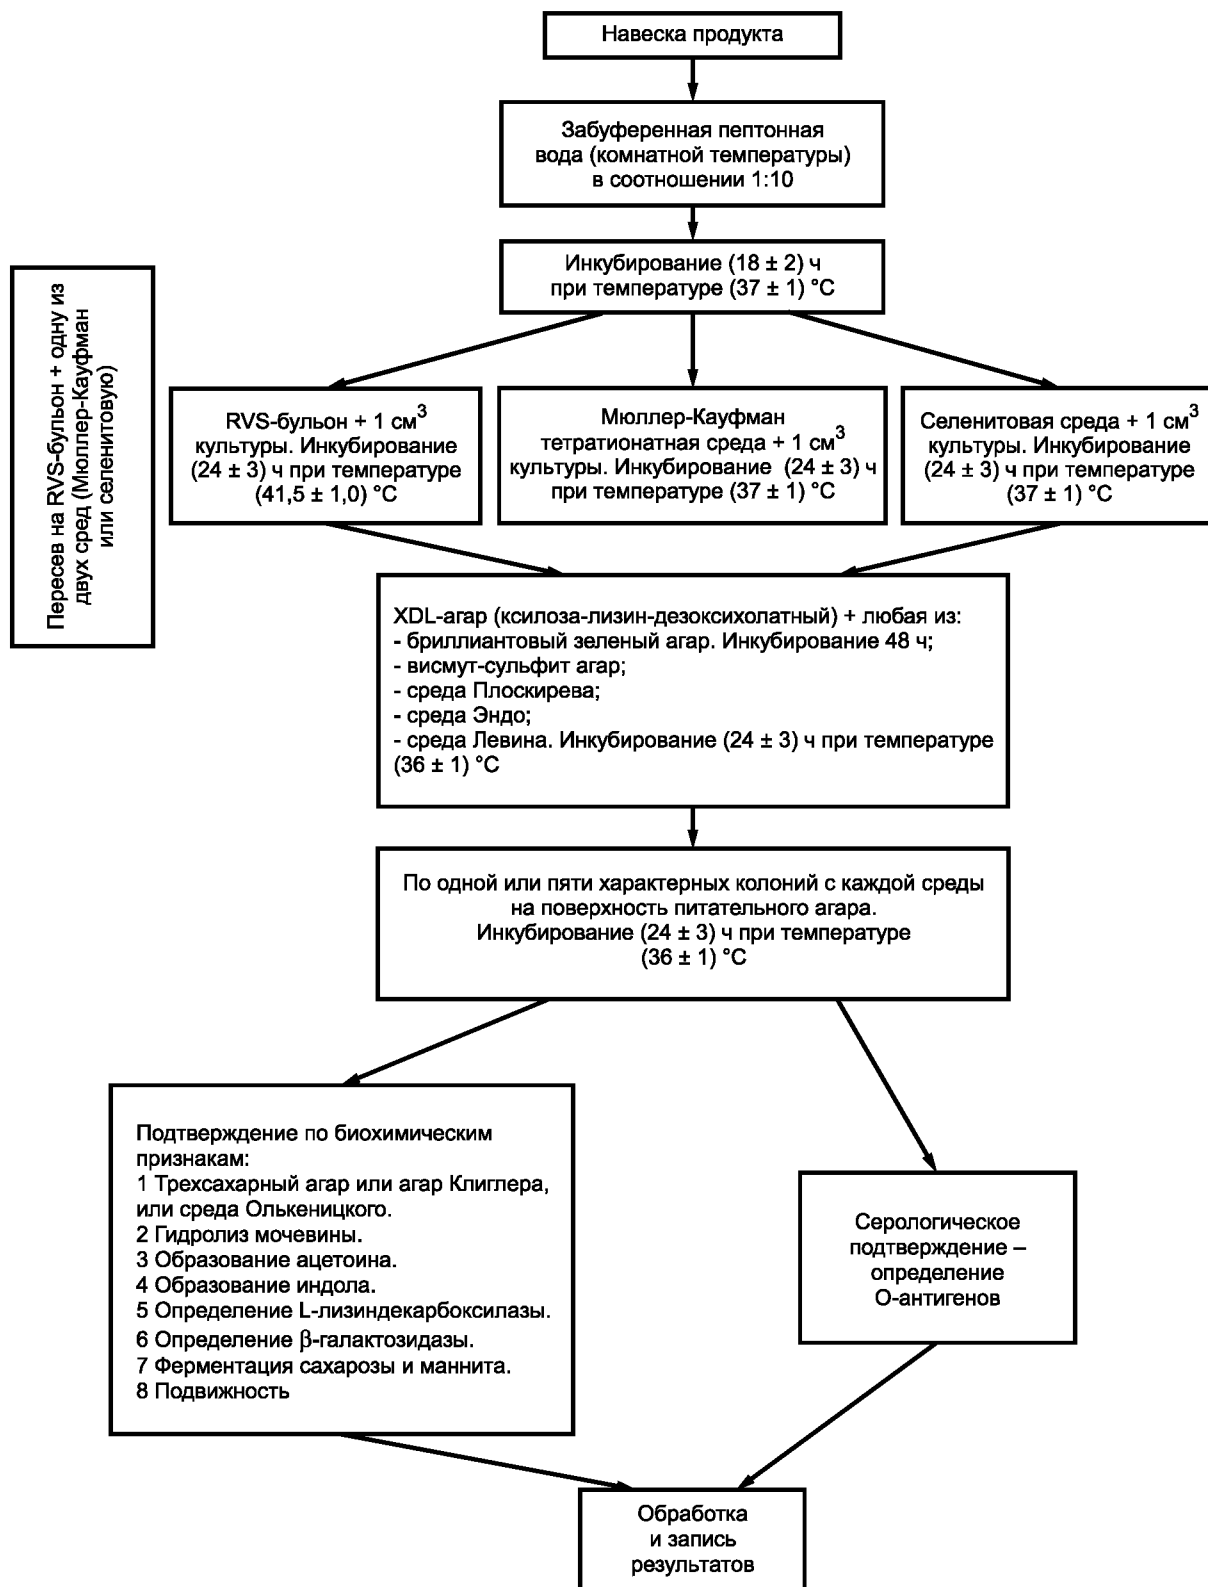 Навеска продукта
Забуференная пептонная
вода (комнатной температуры)
в соотношении 1:10
Инкубирование (18 ± 2) ч
при температуре (37 ± 1) °С
Пересев на RVS-бульон + одну из
двух сред (Мюллер-Кауфман
или селенитовую)
RVS-бульон + 1 см³
культуры. Инкубирование
(24 ± 3) ч при температуре
(41,5 ± 1,0) °С
Мюллер-Кауфман
тетратионатная среда + 1 см³
культуры. Инкубирование (24 ± 3) ч
при температуре (37 ± 1) °С
Селенитовая среда + 1 см³
культуры. Инкубирование
(24 ± 3) ч при температуре
(37 ± 1) °С
XDL-агар (ксилоза-лизин-дезоксихолатный) + любая из:
- бриллиантовый зеленый агар. Инкубирование 48 ч;
- висмут-сульфит агар;
- среда Плоскирева;
- среда Эндо;
- среда Левина. Инкубирование (24 ± 3) ч при температуре
(36 ± 1) °С
По одной или пяти характерных колоний с каждой среды
на поверхность питательного агара.
Инкубирование (24 ± 3) ч при температуре
(36 ± 1) °С
Подтверждение по биохимическим
признакам:
1 Трехсахарный агар или агар Клиглера,
или среда Олькеницкого.
2 Гидролиз мочевины.
3 Образование ацетоина.
4 Образование индола.
5 Определение L-лизиндекарбоксилазы.
6 Определение β-галактозидазы.
7 Ферментация сахарозы и маннита.
8 Подвижность
Серологическое
подтверждение –
определение
О-антигенов
Обработка
и запись
результатов